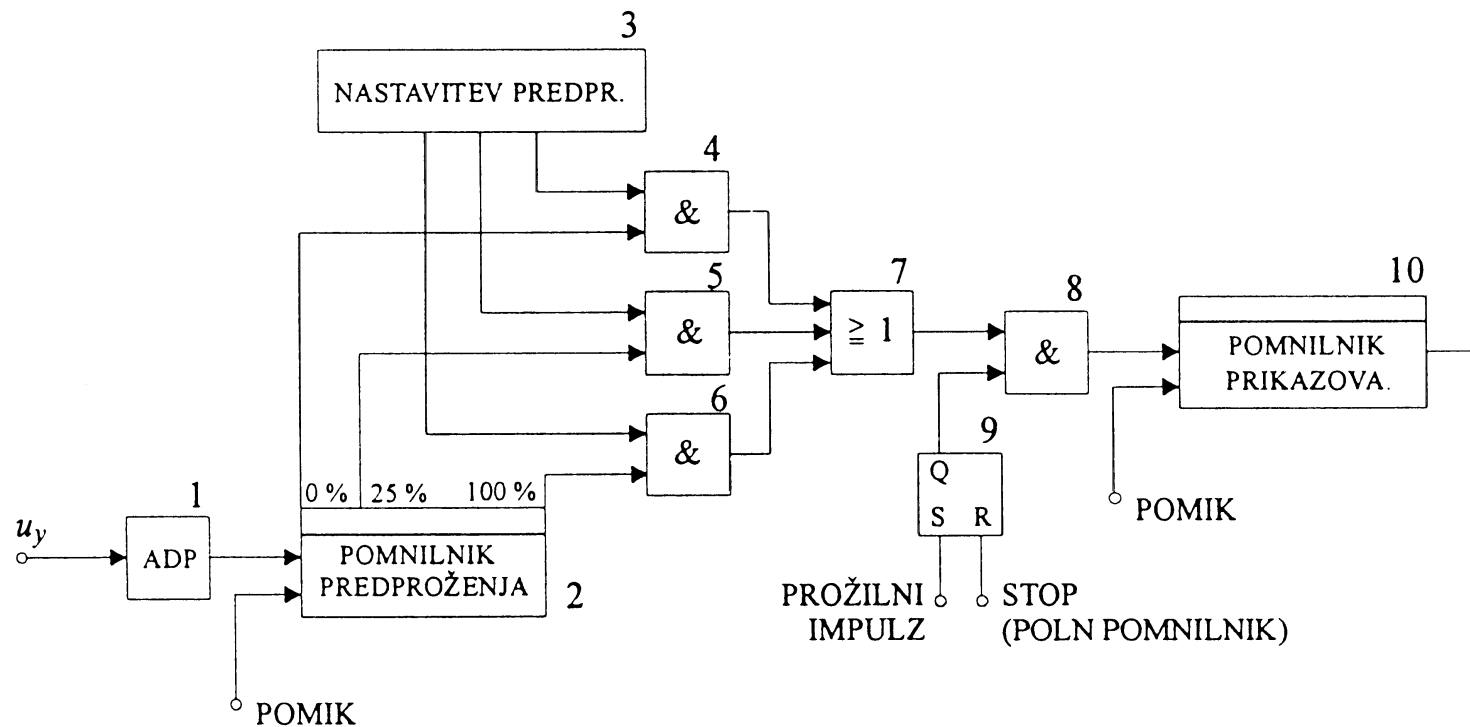 3
NASTAVITEV PREDPR.
4
&
5
&
6
&
7
≧ 1
8
&
10
POMNILNIK
PRIKAZOVA.
9
Q
S R
POMIK
PROŽILNI
IMPULZ
STOP
(POLN POMNILNIK)
0 % 25 % 100 %
1
u_y
ADP
POMNILNIK
PREDPROŽENJA
2
POMIK